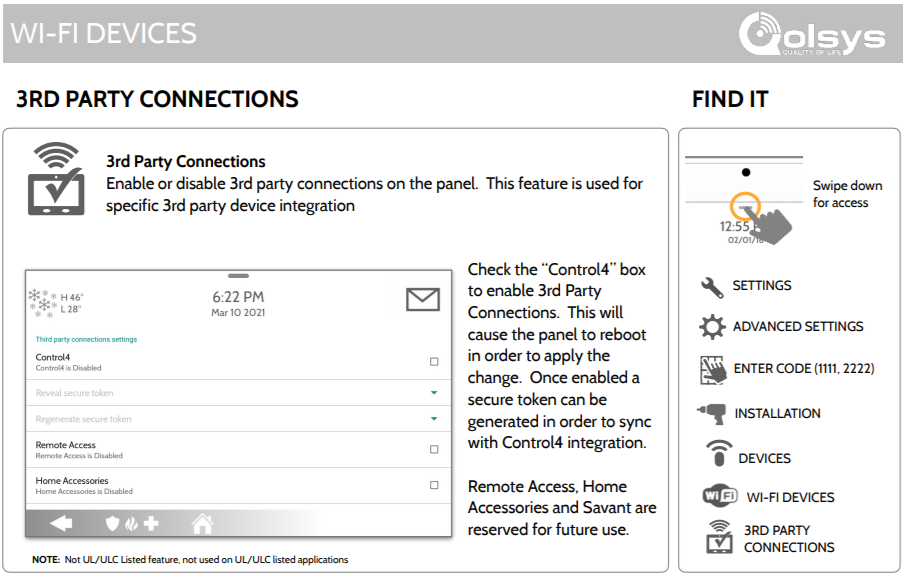 WI-FI DEVICES
Qolsys
QUALITY OF LIFE
3RD PARTY CONNECTIONS
3rd Party Connections
Enable or disable 3rd party connections on the panel.  This feature is used for
specific 3rd party device integration
H 46°
L 28°
6:22 PM
Mar 10 2021
Third party connections settings
Control4
Control4 is Disabled
Reveal secure token
Regenerate secure token
Remote Access
Remote Access is Disabled
Home Accessories
Home Accessories is Disabled
Check the “Control4” box
to enable 3rd Party
Connections.  This will
cause the panel to reboot
in order to apply the
change.  Once enabled a
secure token can be
generated in order to sync
with Control4 integration.
Remote Access, Home
Accessories and Savant are
reserved for future use.
NOTE:  Not UL/ULC Listed feature, not used on UL/ULC listed applications
FIND IT
12:55
02/01/18
Swipe down
for access
SETTINGS
ADVANCED SETTINGS
ENTER CODE (1111, 2222)
INSTALLATION
DEVICES
Wi Fi
WI-FI DEVICES
3RD PARTY
CONNECTIONS